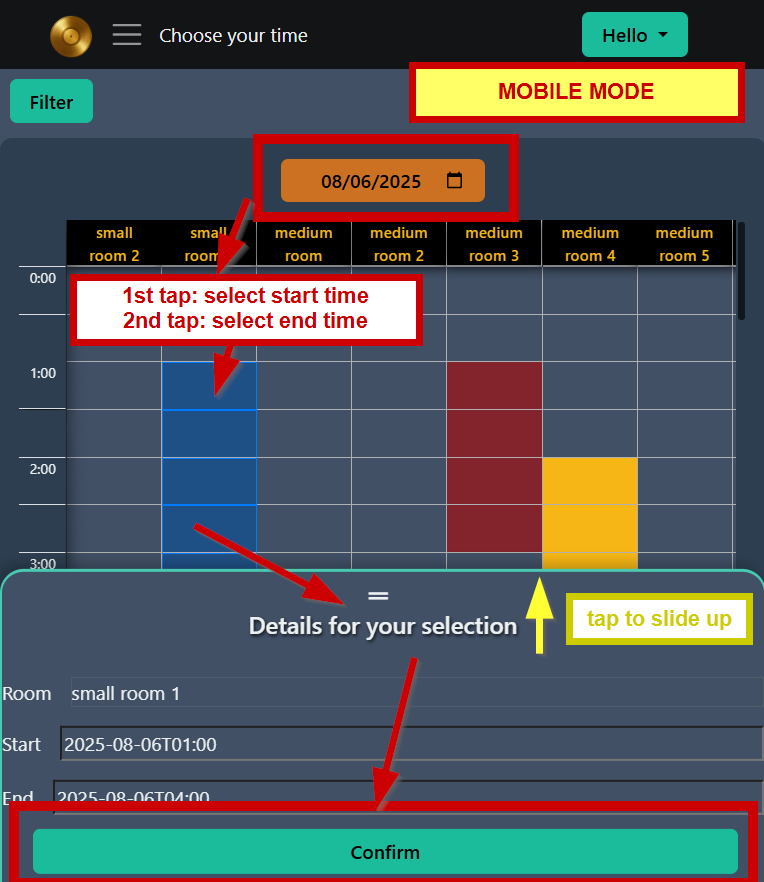 Choose your time
Hello
Filter
MOBILE MODE
08/06/2025
small room 2
small room
medium room
medium room 2
medium room 3
medium room 4
medium room 5
0:00
1st tap: select start time
2nd tap: select end time
1:00
2:00
3:00
Details for your selection
tap to slide up
Room small room 1
Start 2025-08-06T01:00
End 2025-08-06T04:00
Confirm